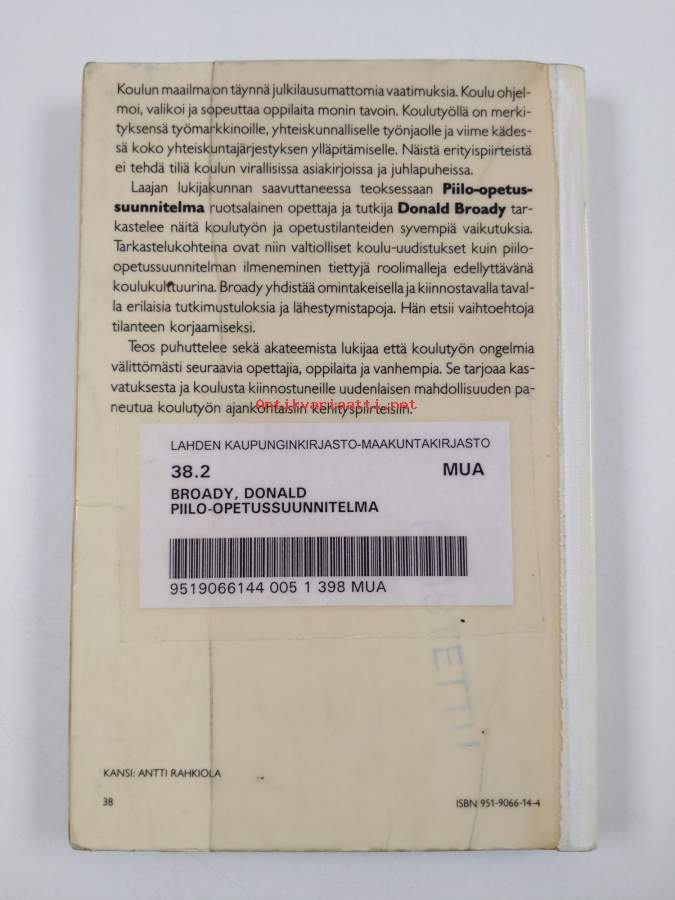 Koulun maailma on täynnä julkilausumattomia vaatimuksia. Koulu ohjel-
moi, valikoi ja sopeuttaa oppilaita monin tavoin. Koulutyöllä on merki-
tyksensä työmarkkinoille, yhteiskunnalliselle työnjaolle ja viime kädes-
sä koko yhteiskuntajärjestyksen ylläpitämiselle. Näistä erityispiirteistä
ei tehdä tiliä koulun virallisissa asiakirjoissa ja juhlapuheissa.
Laajan lukijakunnan saavuttaneessa teoksessaan Piilo-opetus-
suunnitelma ruotsalainen opettaja ja tutkija Donald Broady tar-
kastelee näitä koulutyön ja opetustilanteiden syvempiä vaikutuksia.
Tarkastelukohteina ovat niin valtiolliset koulu-uudistukset kuin piilo-
opetussuunnitelman ilmeneminen tiettyjä roolimalleja edellyttävänä
koulukulttuurina. Broady yhdistää omintakeisella ja kiinnostavalla taval-
la erilaisia tutkimustuloksia ja lähestymistapoja. Hän etsii vaihtoehtoja
tilanteen korjaamiseksi.
Teos puhuttelee sekä akateemista lukijaa että koulutyön ongelmia
välittömästi seuraavia opettajia, oppilaita ja vanhempia. Se tarjoaa kas-
vatuksesta ja koulusta kiinnostuneille uudenlaisen mahdollisuuden pa-
neutua koulutyön ajankohtaisiin kehityspiirteisiin.
Antikvariaatti.net
LAHDEN KAUPUNGINKIRJASTO-MAAKUNTAKIRJASTO
38.2 MUA
BROADY, DONALD
PIILO-OPETUSSUUNNITELMA
9519066144 005 1 398 MUA
KANSI: ANTTI RAHKIOLA
38 ISBN 951-9066-14-4